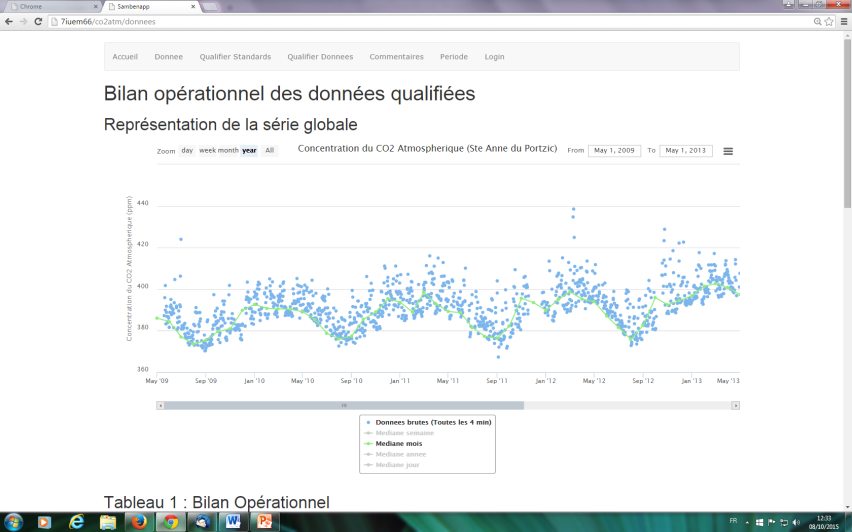 Chrome
Sambenapp
7iuem66/co2atm/donnees
Accueil Donnee Qualifier Standards Qualifier Donnees Commentaires Periode Login
Bilan opérationnel des données qualifiées
Représentation de la série globale
Zoom day week month year All Concentration du CO2 Atmospherique (Ste Anne du Portzic) From May 1, 2009 To May 1, 2013
Concentration du CO2 Atmospherique (ppm)
440
420
400
380
360
May '09 Sep '09 Jan '10 May '10 Sep '10 Jan '11 May '11 Sep '11 Jan '12 May '12 Sep '12 Jan '13 May '13
Donnees brutes (Toutes les 4 min)
Mediane semaine
Mediane mois
Mediane annee
Mediane jour
Tableau 1 : Bilan Opérationnel
FR
12:33
08/10/2015